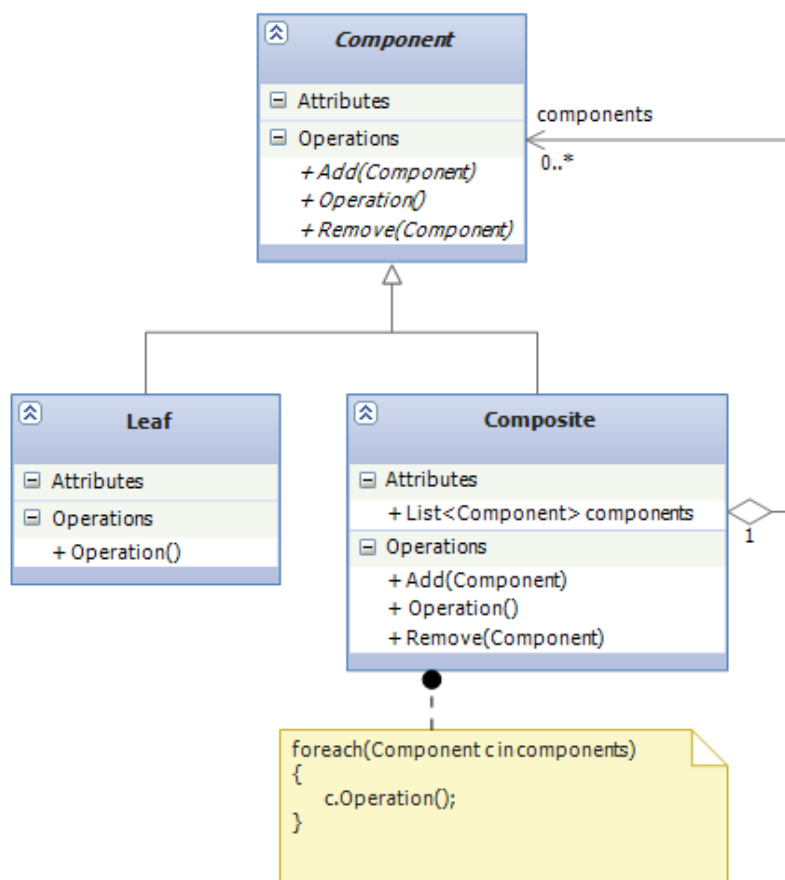 Component
Attributes
Operations
+ Add(Component)
+ Operation()
+ Remove(Component)
components
0..*
Leaf
Attributes
Operations
+ Operation()
Composite
Attributes
+ List<Component> components
Operations
+ Add(Component)
+ Operation()
+ Remove(Component)
1
foreach(Component c in components)
{
c.Operation();
}